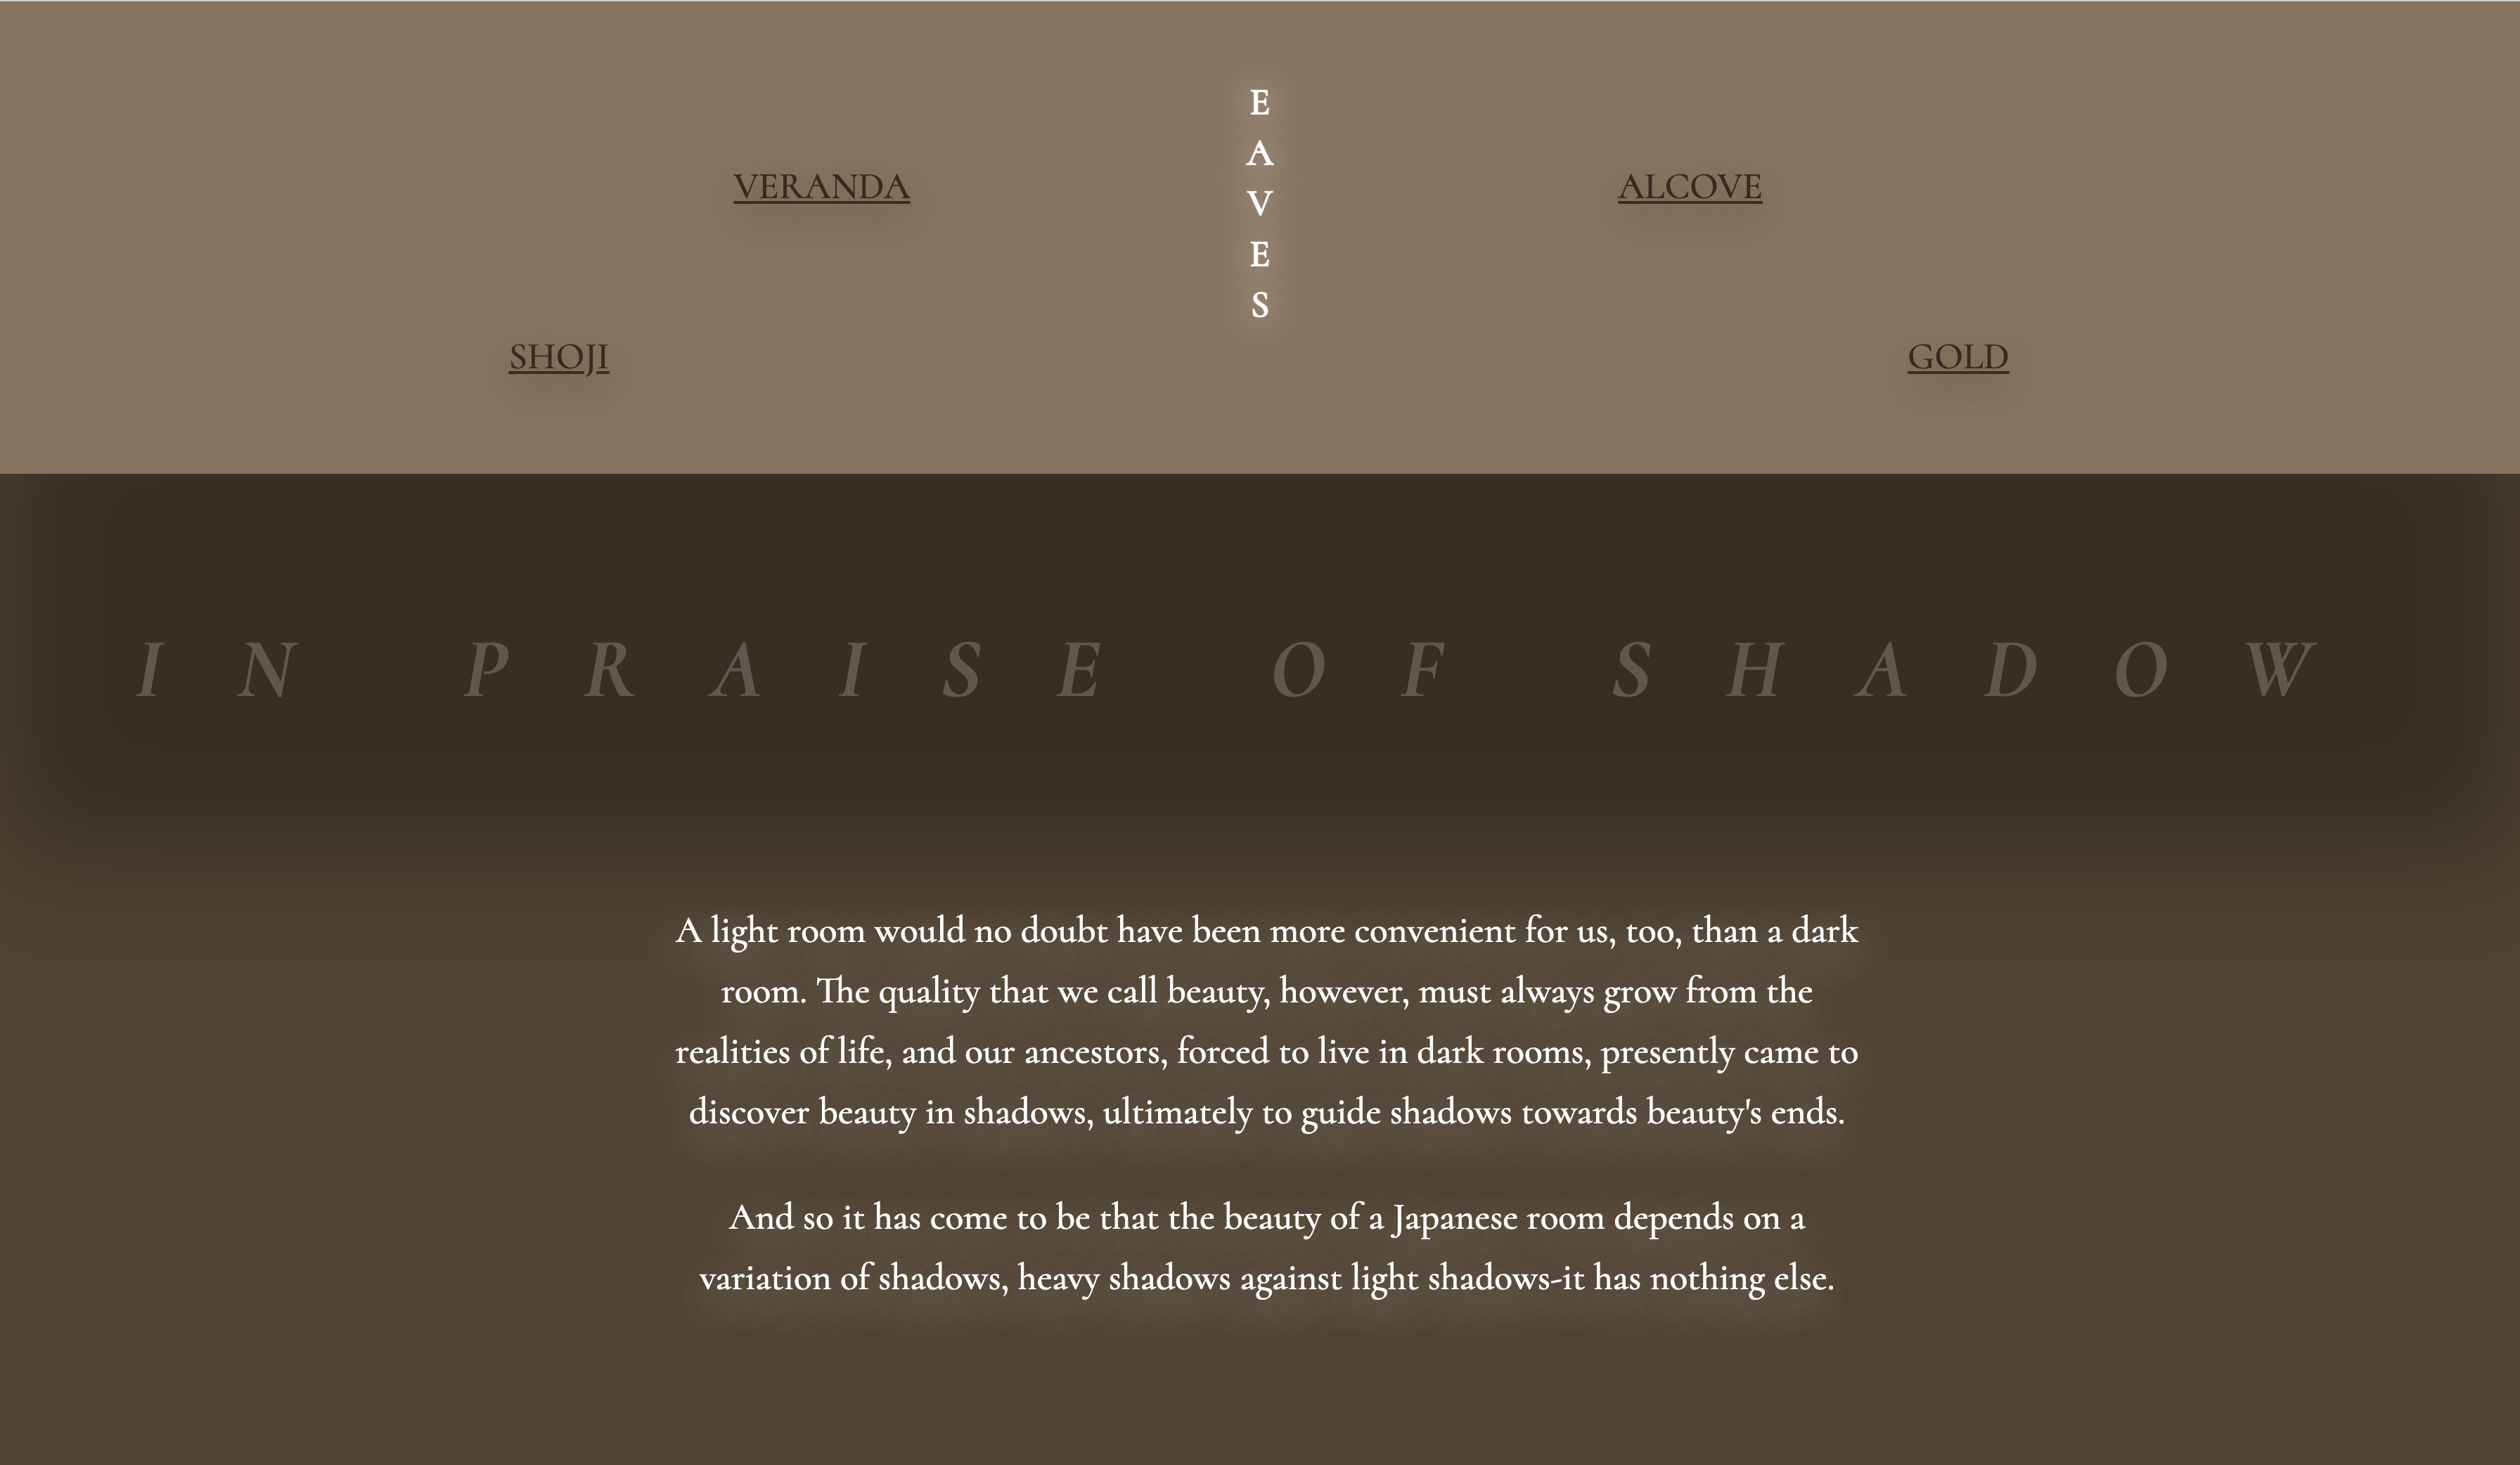 EAVES
VERANDA
ALCOVE
SHOJI
GOLD
IN PRAISE OF SHADOW
A light room would no doubt have been more convenient for us, too, than a dark
room. The quality that we call beauty, however, must always grow from the
realities of life, and our ancestors, forced to live in dark rooms, presently came to
discover beauty in shadows, ultimately to guide shadows towards beauty's ends.
And so it has come to be that the beauty of a Japanese room depends on a
variation of shadows, heavy shadows against light shadows-it has nothing else.